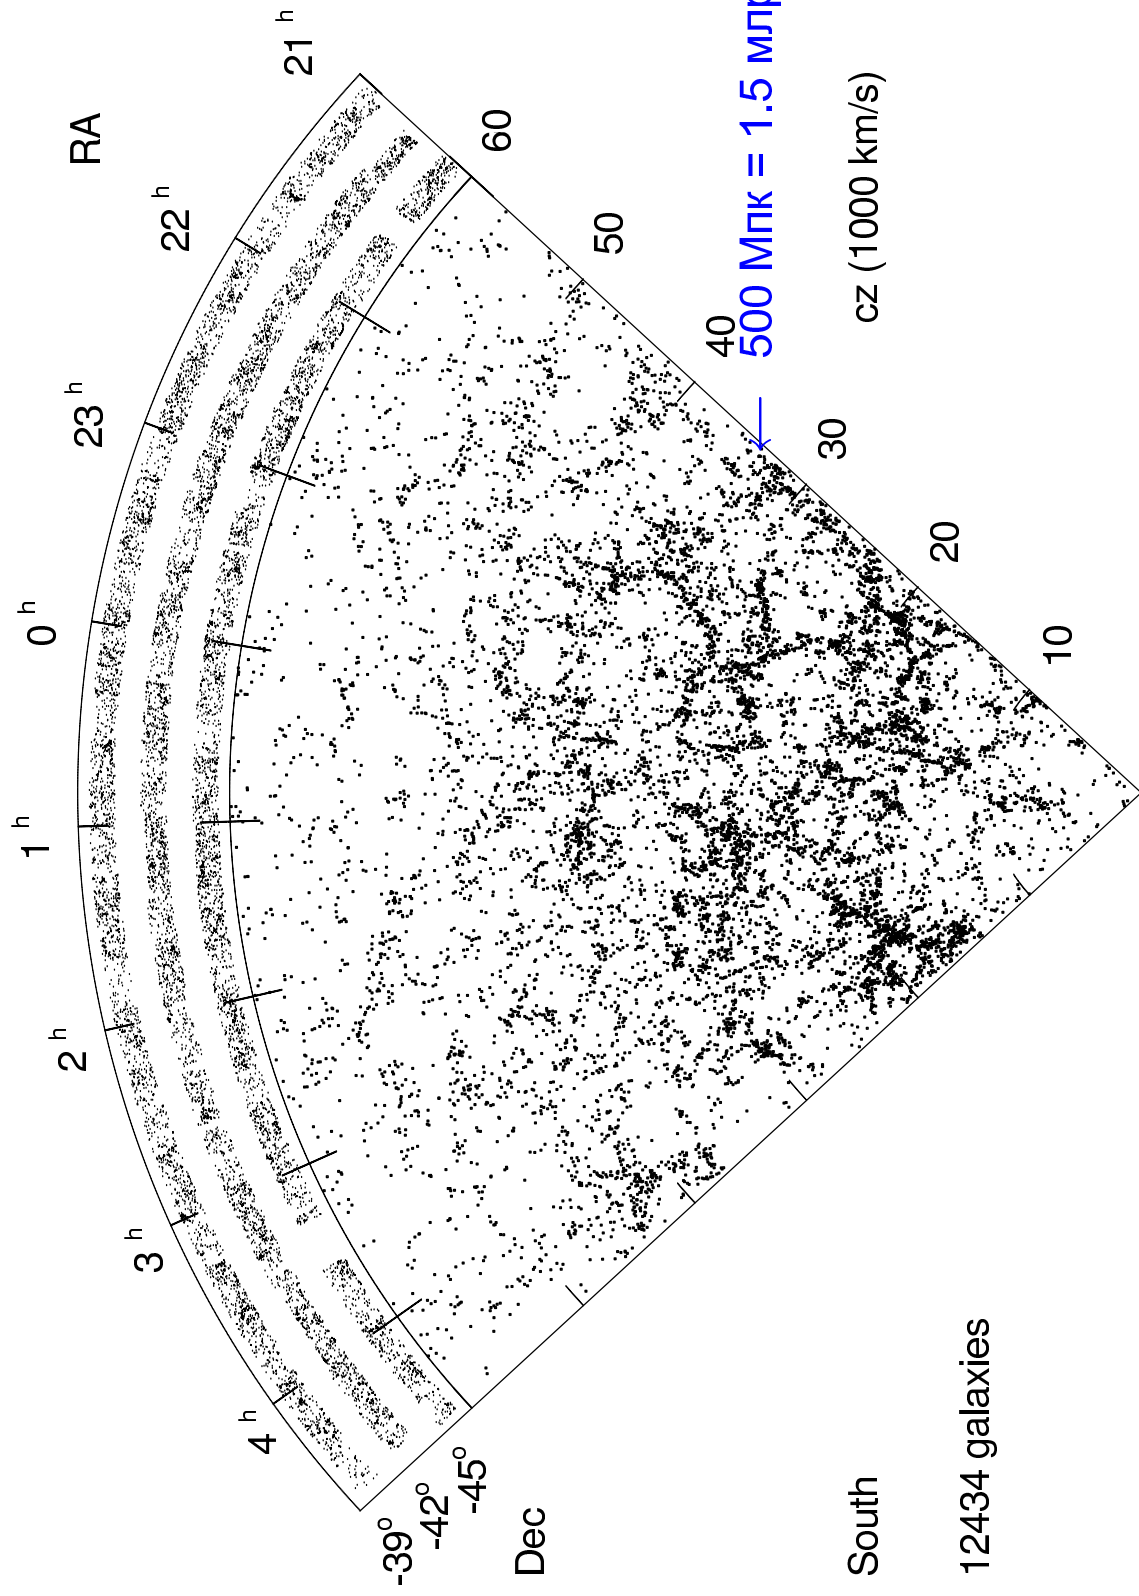 RA
21 h
22 h
23 h
0 h
1 h
2 h
3 h
4 h
60
50
40
30
20
10
500 Мпк = 1.5
cz (1000 km/s)
-39°
-42°
-45°
Dec
South
12434 galaxies